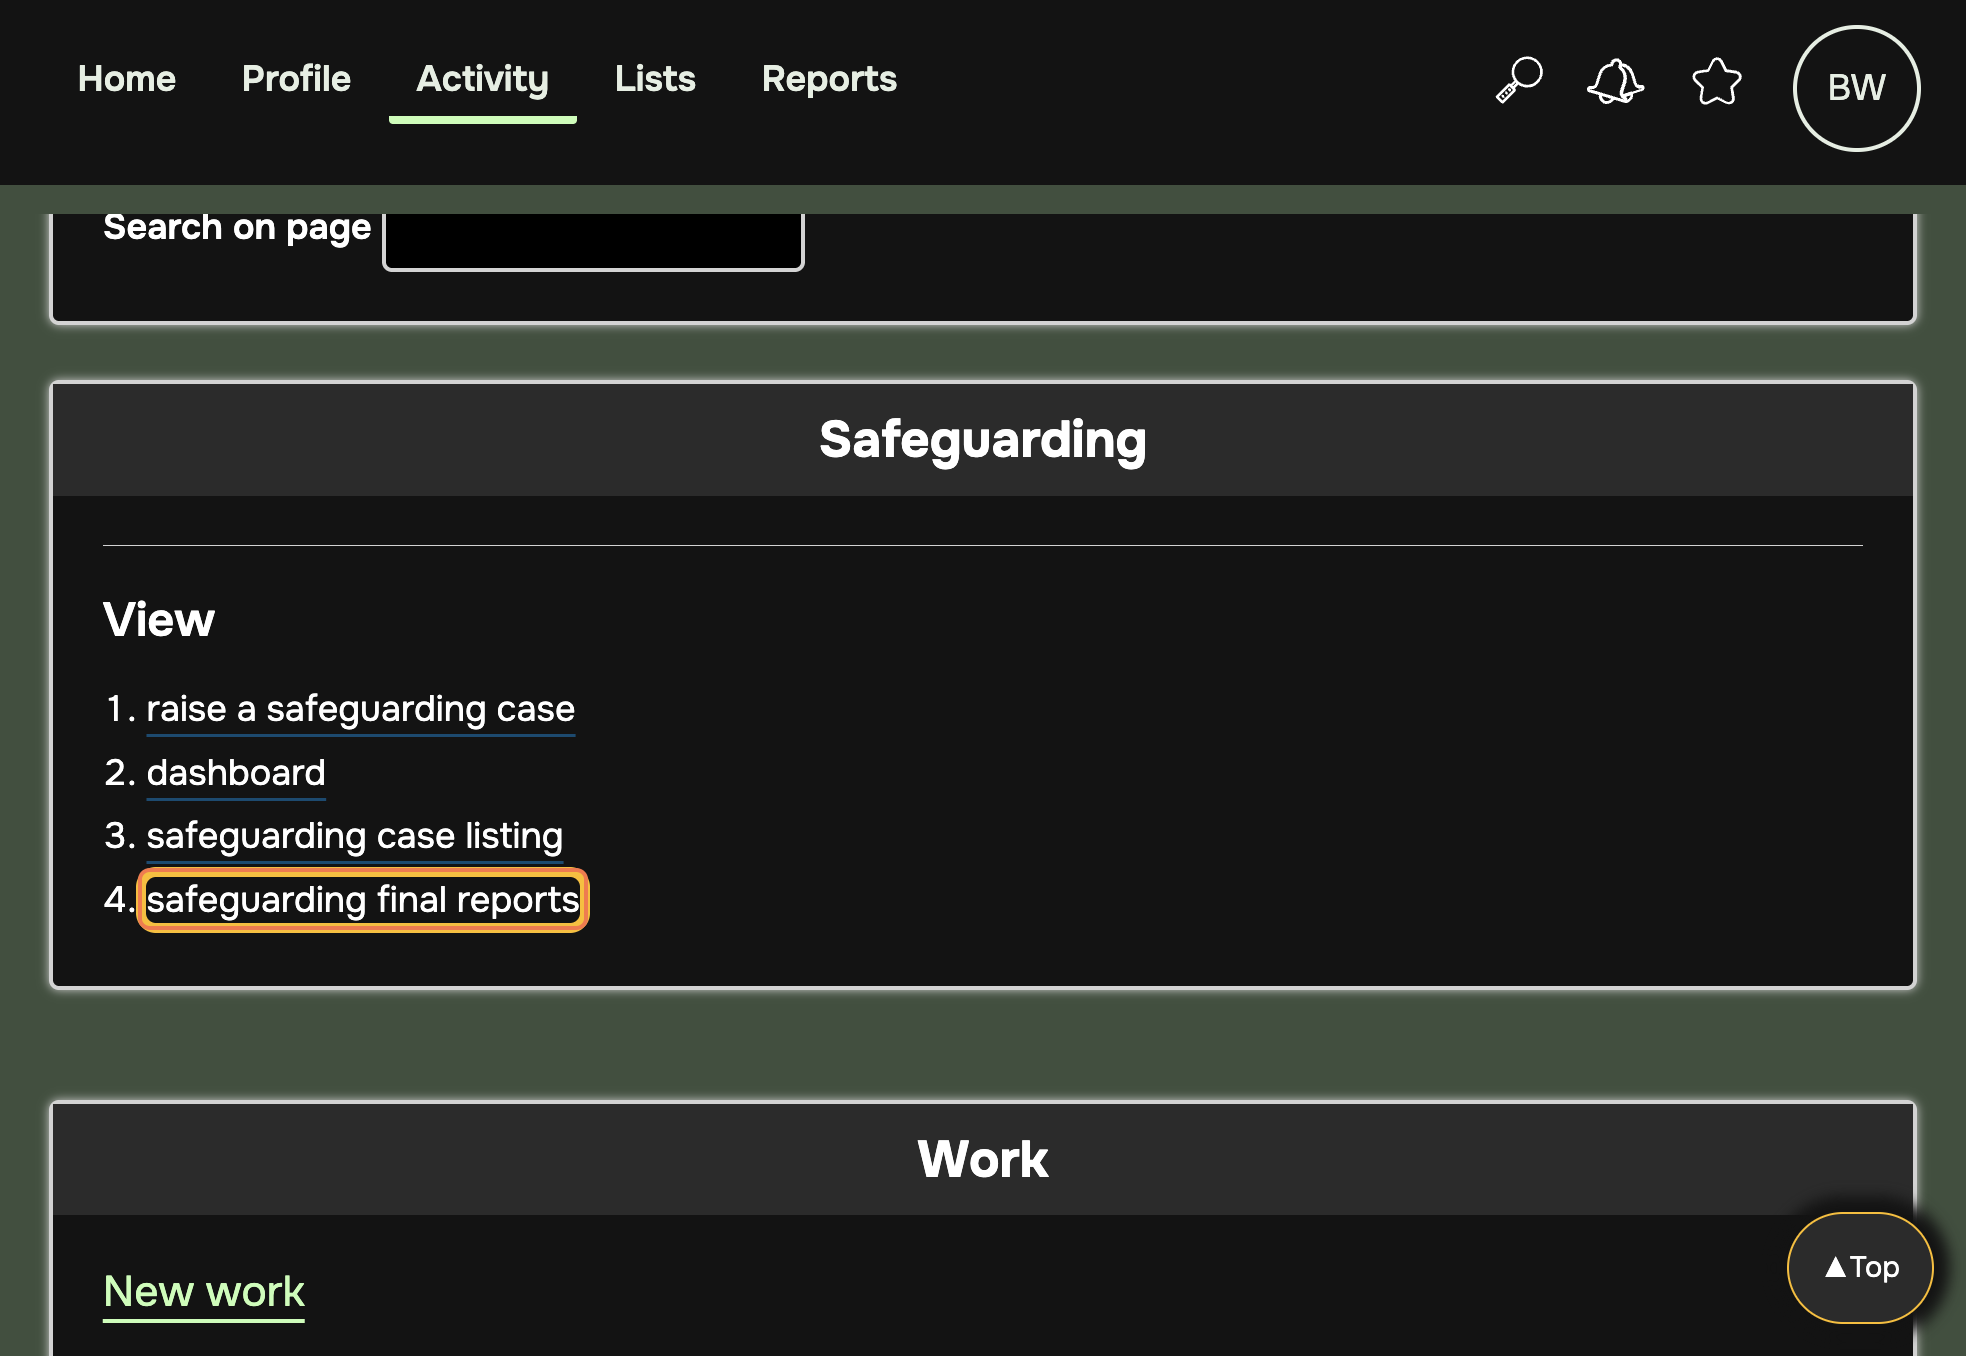 Home Profile Activity Lists Reports BW
Search on page
Safeguarding
View
1. raise a safeguarding case
2. dashboard
3. safeguarding case listing
4. safeguarding final reports
Work
New work
▲Top